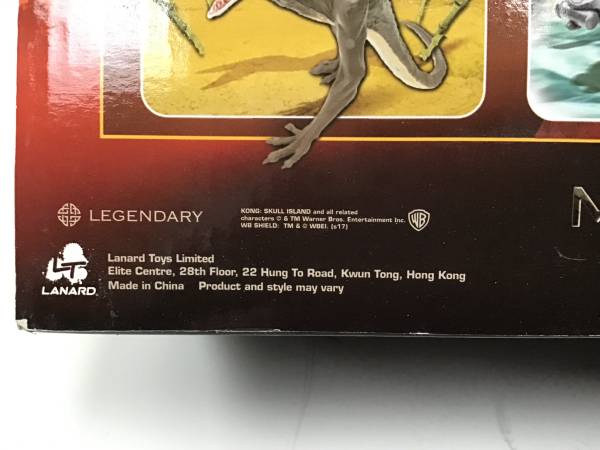 LEGENDARY
KONG: SKULL ISLAND and all related
characters © & TM Warner Bros. Entertainment Inc.
WB SHIELD: TM & © WBEI. (s17)
WB
LT
LANARD.
Lanard Toys Limited
Elite Centre, 28th Floor, 22 Hung To Road, Kwun Tong, Hong Kong
Made in China Product and style may vary